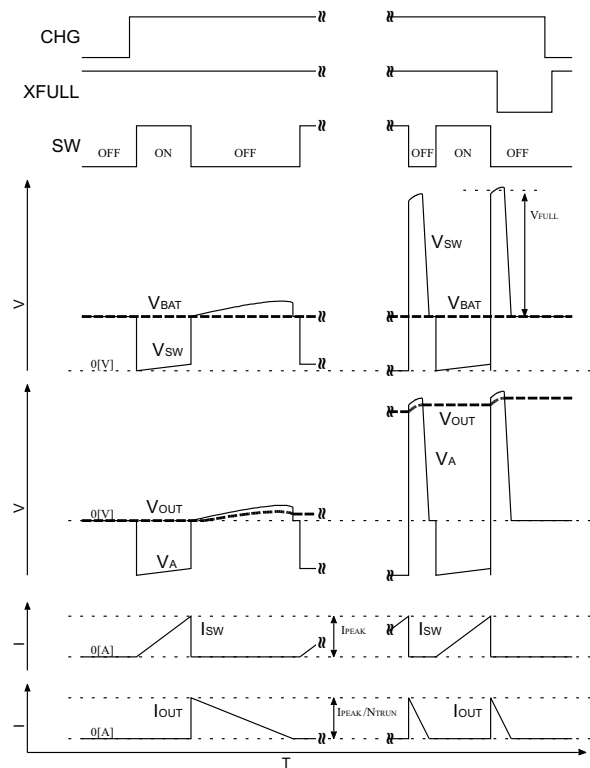 CHG
XFULL
SW
OFF ON OFF OFF ON OFF
VSW
VFULL
V
VBAT VBAT
VSW
0[V]
VOUT
VA
V
VOUT
0[V]
VA
ISW IPEAK ISW
I
0[A]
IOUT IPEAK/NTRUN IOUT
I
0[A]
T